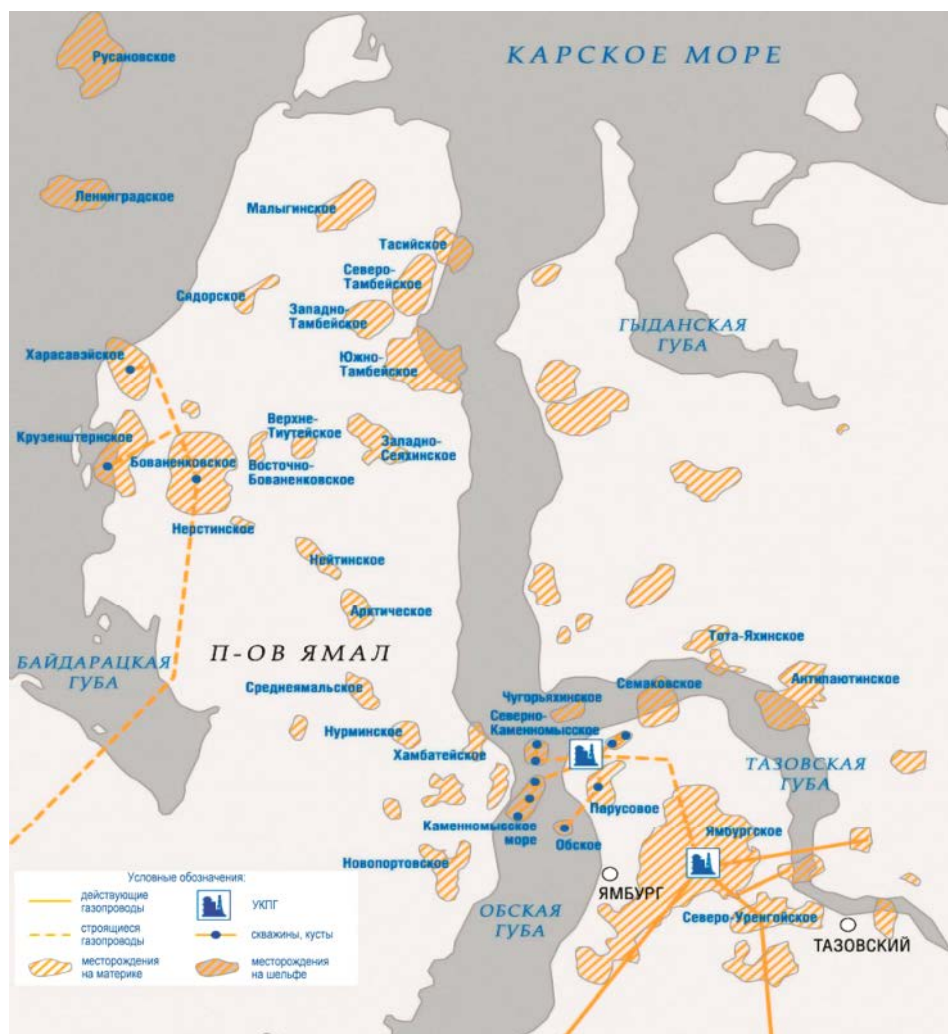 КАРСКОЕ МОРЕ
Русановское
Ленинградское
Малыгинское
Тасийское
Северо-
Тамбейское
Сядорское
Западно-
Тамбейское
ГЫДАНСКАЯ
ГУБА
Харасавэйское
Южно-
Тамбейское
Крузенштернское
Верхне-
Тиутейское
Западно-
Сеяхинское
Бованенковское
Восточно-
Бованенковское
Нерстинское
Нейтинское
Арктическое
П-ОВ ЯМАЛ
БАЙДАРАЦКАЯ
ГУБА
Тота-Яхинское
Антипаютинское
Семаковское
Чугорьяхинское
Среднеямальское
Северно-
Каменномысское
Нурминское
Хамбатейское
ТАЗОВСКАЯ
ГУБА
Парусовое
Каменномысское
море
Обское
Ямбургское
Новопортовское
ЯМБУРГ
ОБСКАЯ
ГУБА
Северо-Уренгойское
ТАЗОВСКИЙ
Условные обозначения:
действующие
газопроводы
УКПГ
строящиеся
газопроводы
скважины, кусты
месторождения
на материке
месторождения
на шельфе